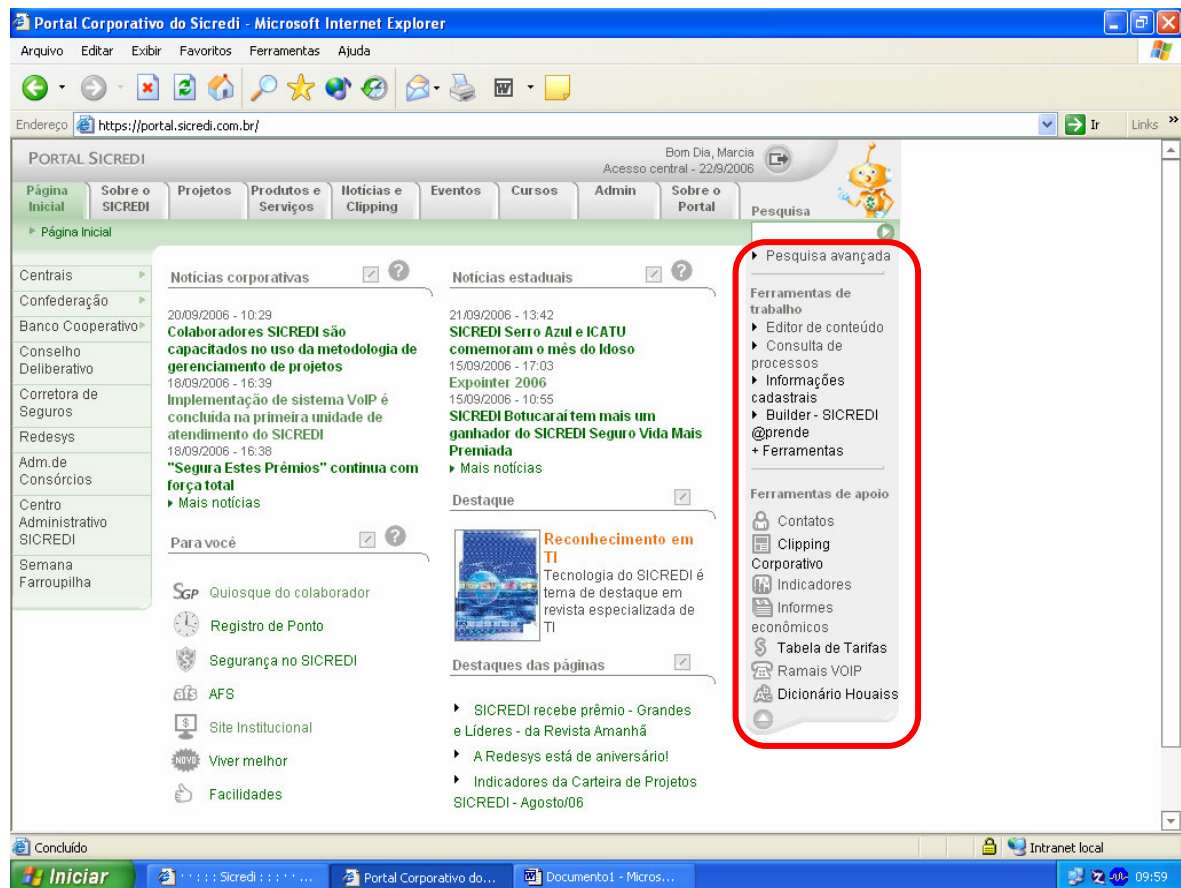 Portal Corporativo do Sicredi - Microsoft Internet Explorer
Arquivo Editar Exibir Favoritos Ferramentas Ajuda
Endereço https://portal.sicredi.com.br/ Ir Links »
PORTAL SICREDI
Bom Dia, Marcia
Acesso central - 22/9/2006
Página Inicial
Sobre o SICREDI
Projetos
Produtos e Serviços
Notícias e Clipping
Eventos
Cursos
Admin
Sobre o Portal
Pesquisa
Página Inicial
Centrais
Confederação
Banco Cooperativo
Conselho
Deliberativo
Corretora de
Seguros
Redesys
Adm.de
Consórcios
Centro
Administrativo
SICREDI
Semana
Farroupilha
Notícias corporativas ?
20/09/2006 - 10:29
Colaboradores SICREDI são
capacitados no uso da metodologia de
gerenciamento de projetos
18/09/2006 - 16:39
Implementação de sistema VoIP é
concluída na primeira unidade de
atendimento do SICREDI
18/09/2006 - 16:38
"Segura Estes Prêmios" continua com
força total
Mais notícias
Para você ?
SGP Quiosque do colaborador
Registro de Ponto
Segurança no SICREDI
afs AFS
$ Site Institucional
NOVO Viver melhor
Facilidades
Notícias estaduais ?
21/09/2006 - 13:42
SICREDI Serro Azul e ICATU
comemoram o mês do Idoso
15/09/2006 - 17:03
Expointer 2006
15/09/2006 - 10:55
SICREDI Botucaraí tem mais um
ganhador do SICREDI Seguro Vida Mais
Premiada
Mais notícias
Destaque
Reconhecimento em
TI
Tecnologia do SICREDI é
tema de destaque em
revista especializada de
TI
Destaques das páginas
SICREDI recebe prêmio - Grandes
e Líderes - da Revista Amanhã
A Redesys está de aniversário!
Indicadores da Carteira de Projetos
SICREDI - Agosto/06
Pesquisa avançada
Ferramentas de
trabalho
Editor de conteúdo
Consulta de
processos
Informações
cadastrais
Builder - SICREDI
@prende
+ Ferramentas
Ferramentas de apoio
Contatos
Clipping
Corporativo
Indicadores
Informes
econômicos
Tabela de Tarifas
Ramais VOIP
Dicionário Houaiss
Concluído Intranet local
Iniciar : : : : : Sicredi : : : : ... Portal Corporativo do... Documento1 - Micros... 09:59